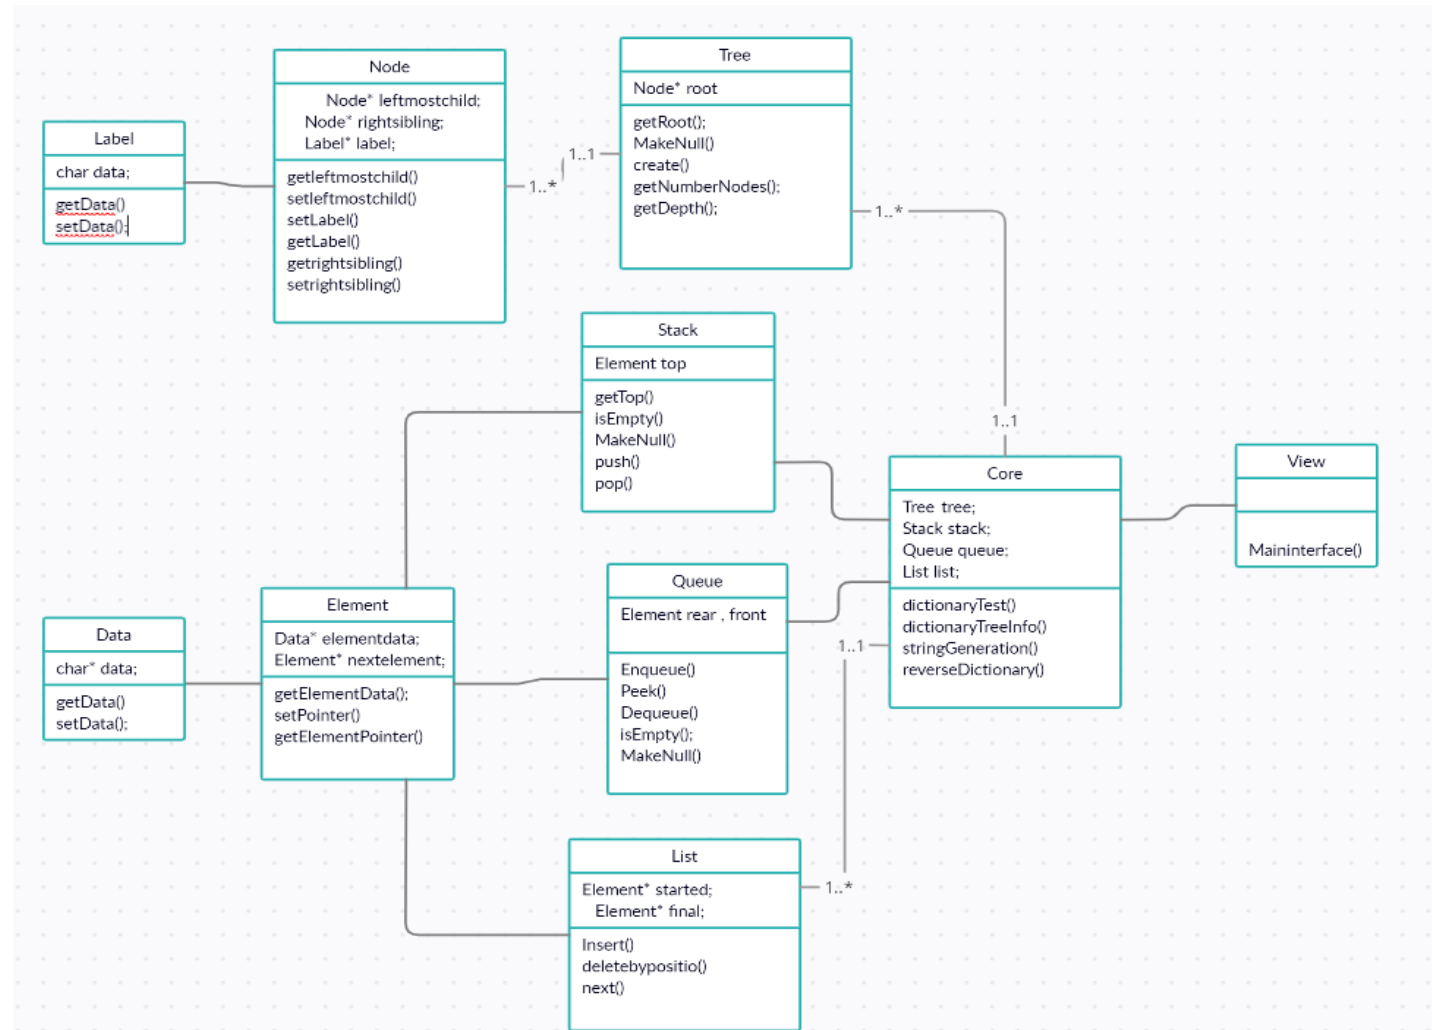 Label
char data;
getData()
setData();
Node
Node* leftmostchild;
Node* rightsibling;
Label* label;
getleftmostchild()
setleftmostchild()
setLabel()
getLabel()
getrightsibling()
setrightsibling()
1..*
1..1
Tree
Node* root
getRoot();
MakeNull()
create()
getNumberNodes();
getDepth();
1..*
1..1
Stack
Element top
getTop()
isEmpty()
MakeNull()
push()
pop()
Core
Tree tree;
Stack stack;
Queue queue;
List list;
dictionaryTest()
dictionaryTreeInfo()
stringGeneration()
reverseDictionary()
View
Maininterface()
Data
char* data;
getData()
setData();
Element
Data* elementdata;
Element* nextelement;
getElementData();
setPointer()
getElementPointer()
Queue
Element rear , front
Enqueue()
Peek()
Dequeue()
isEmpty();
MakeNull()
1..1
1..*
List
Element* started;
Element* final;
Insert()
deletebypositio()
next()